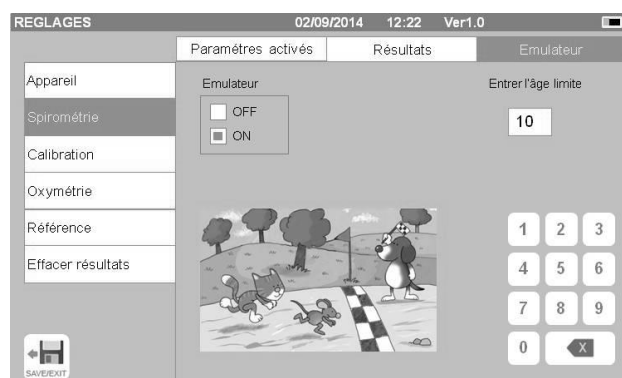 REGLAGES 02/09/2014 12:22 Ver1.0
Paramétres activés Résultats Emulateur
Appareil
Spirométrie
Calibration
Oxymétrie
Référence
Effacer résultats
SAVE/EXIT
Emulateur
OFF
ON
Entrer l'âge limite
10
1 2 3
4 5 6
7 8 9
0 X